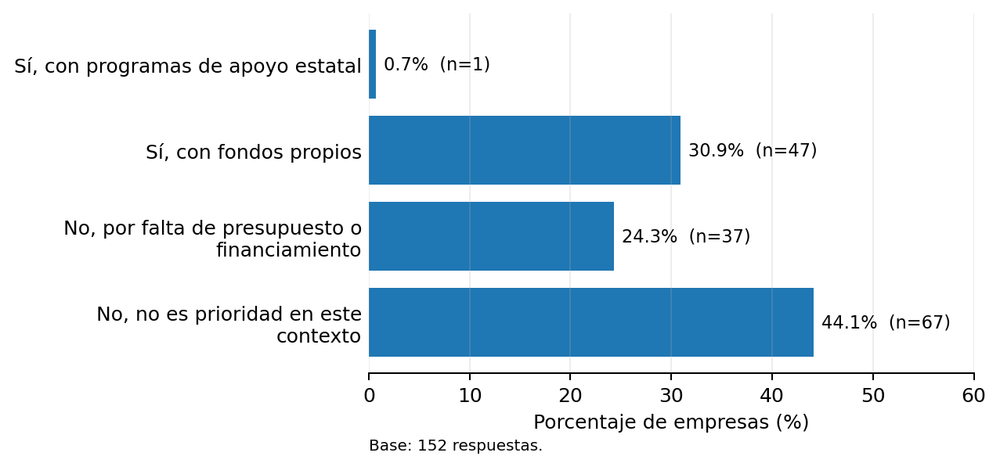 Sí, con programas de apoyo estatal
0.7%  (n=1)
Sí, con fondos propios
30.9%  (n=47)
No, por falta de presupuesto o
financiamiento
24.3%  (n=37)
No, no es prioridad en este
contexto
44.1%  (n=67)
0 10 20 30 40 50 60
Porcentaje de empresas (%)
Base: 152 respuestas.